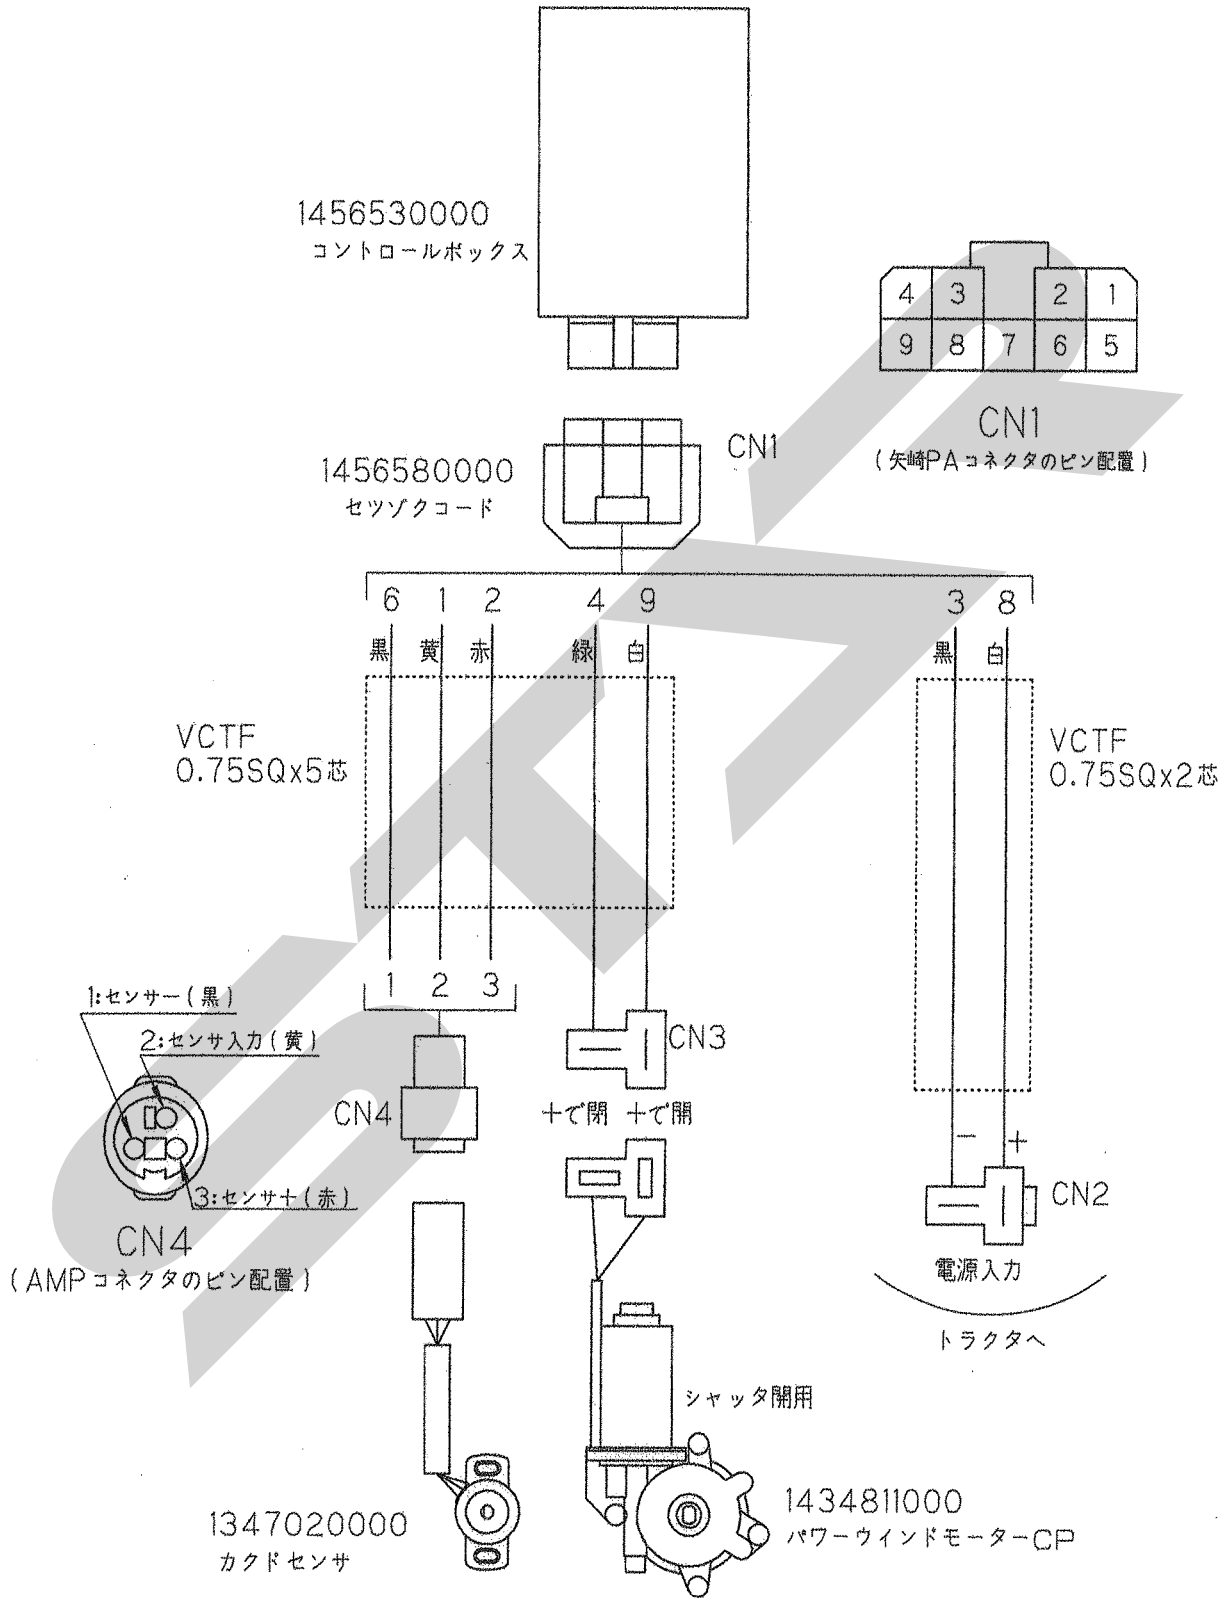 1456530000
コントロールボックス
4 3 2 1
9 8 7 6 5
CN1
(矢崎PAコネクタのピン配置)
CN1
1456580000
セツゾクコード
6 1 2 4 9 3 8
黒 黄 赤 緑 白 黒 白
VCTF
0.75SQx5芯
VCTF
0.75SQx2芯
1 2 3
1:センサー(黒)
2:センサ入力(黄)
3:センサ+(赤)
CN4
(AMPコネクタのピン配置)
CN4
CN3
+で閉 +で開
- +
CN2
電源入力
トラクタへ
シャッタ開用
1347020000
カクドセンサ
1434811000
パワーウインドモーターCP
STAR